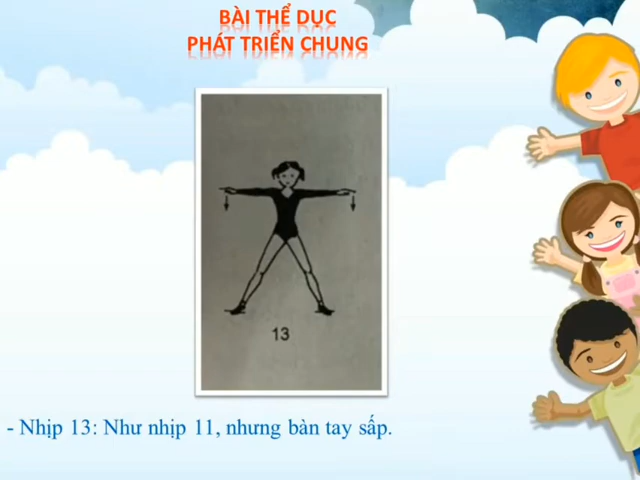 BÀI THỂ DỤC
PHÁT TRIỂN CHUNG
13
- Nhịp 13: Như nhịp 11, nhưng bàn tay sấp.